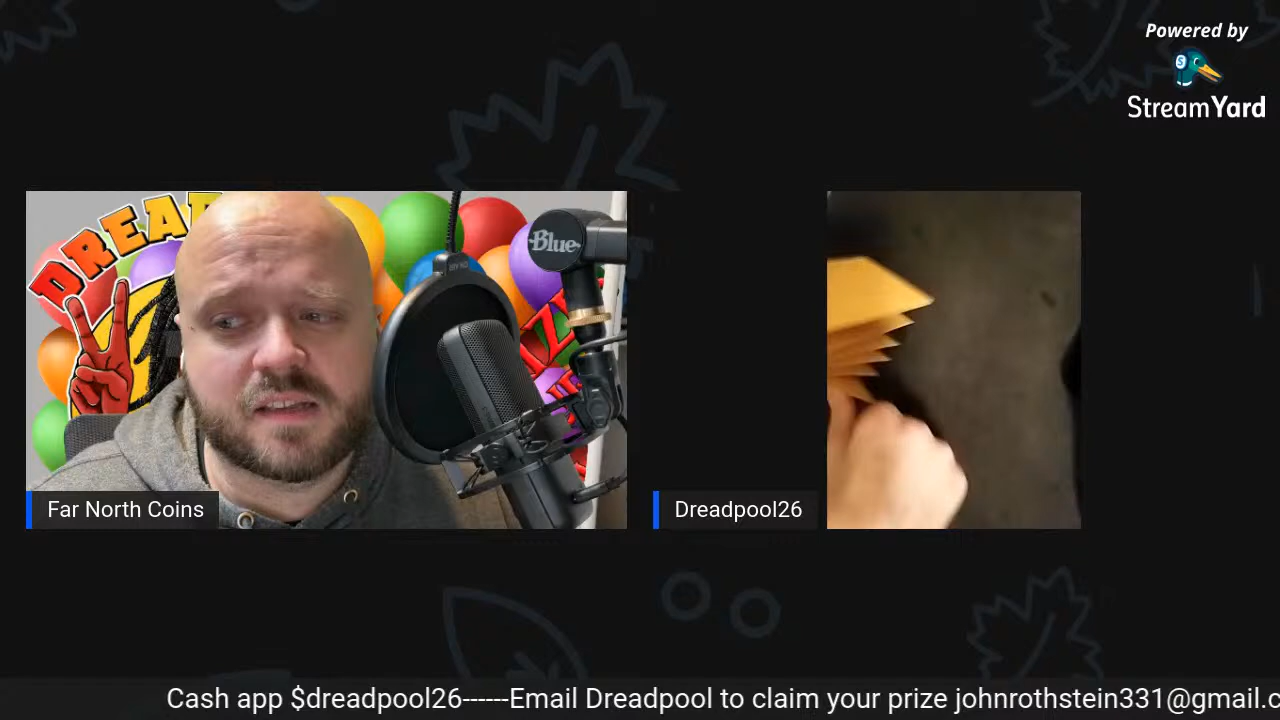 Powered by
StreamYard
DREAD
Blue
Far North Coins
Dreadpool26
Cash app $dreadpool26------Email Dreadpool to claim your prize johnrothstein331@gmail.c